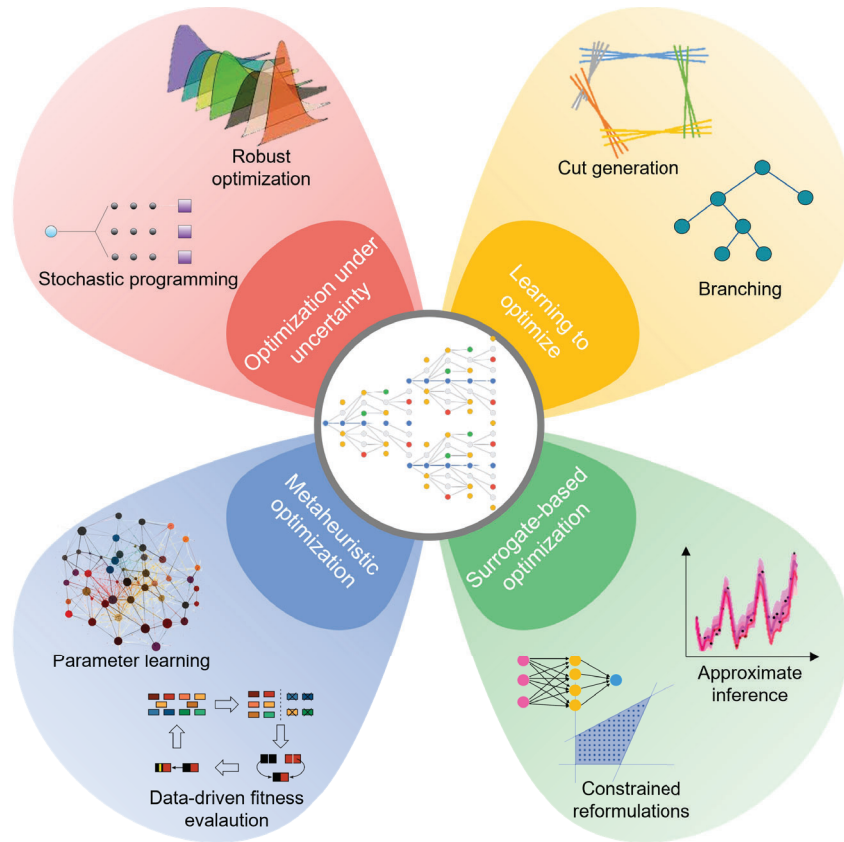 Robust
optimization
Stochastic programming
Optimization under
uncertainty
Cut generation
Branching
Learning to
optimize
Metaheuristic
optimization
Parameter learning
Data-driven fitness
evalaution
Surrogate-based
optimization
Approximate
inference
Constrained
reformulations